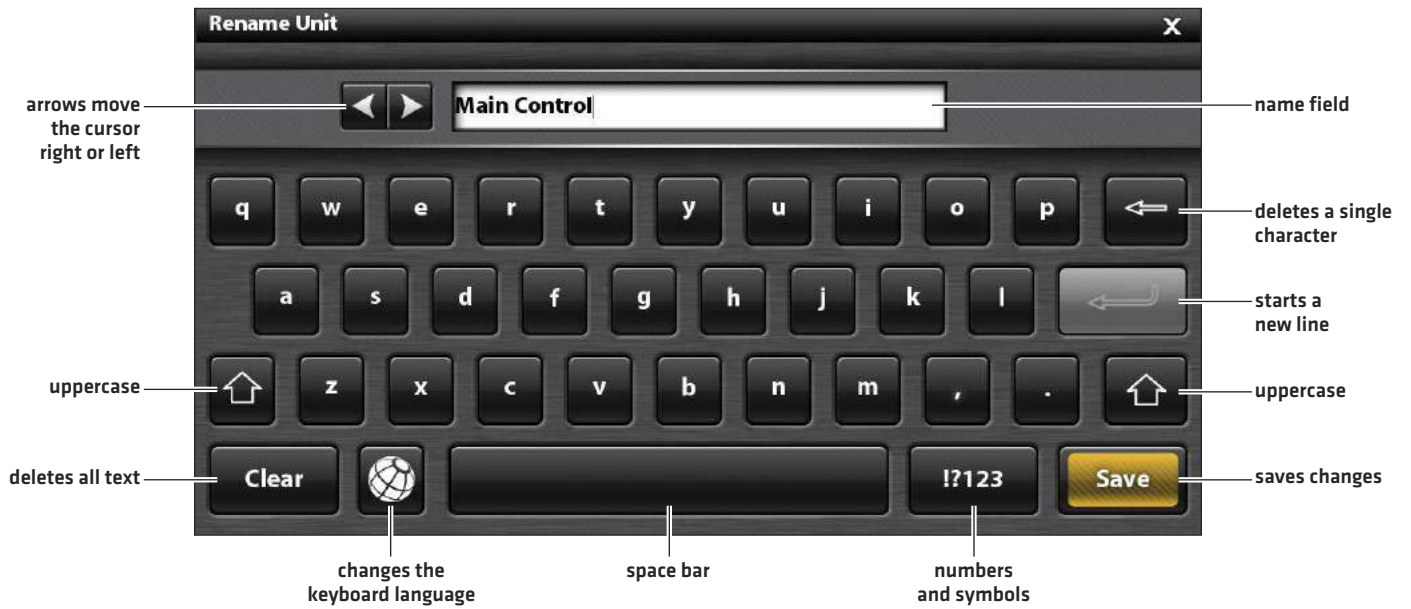 Rename Unit
X
arrows move
the cursor
right or left
Main Control
name field
q w e r t y u i o p
deletes a single
character
a s d f g h j k l
starts a
new line
uppercase
z x c v b n m , .
uppercase
deletes all text
Clear
!?123
Save
saves changes
changes the
keyboard language
space bar
numbers
and symbols